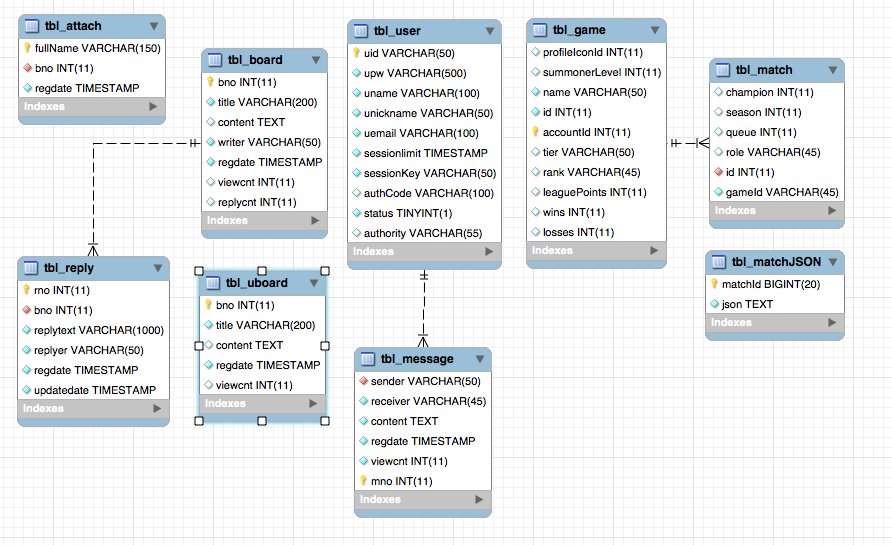 tbl_attach
fullName VARCHAR(150)
bno INT(11)
regdate TIMESTAMP
Indexes
tbl_board
bno INT(11)
title VARCHAR(200)
content TEXT
writer VARCHAR(50)
regdate TIMESTAMP
viewcnt INT(11)
replycnt INT(11)
Indexes
tbl_user
uid VARCHAR(50)
upw VARCHAR(500)
uname VARCHAR(100)
unickname VARCHAR(50)
uemail VARCHAR(100)
sessionlimit TIMESTAMP
sessionKey VARCHAR(50)
authCode VARCHAR(100)
status TINYINT(1)
authority VARCHAR(55)
Indexes
tbl_game
profileIconId INT(11)
summonerLevel INT(11)
name VARCHAR(50)
id INT(11)
accountId INT(11)
tier VARCHAR(50)
rank VARCHAR(45)
leaguePoints INT(11)
wins INT(11)
losses INT(11)
Indexes
tbl_match
champion INT(11)
season INT(11)
queue INT(11)
role VARCHAR(45)
id INT(11)
gameId VARCHAR(45)
Indexes
tbl_reply
rno INT(11)
bno INT(11)
replytext VARCHAR(1000)
replyer VARCHAR(50)
regdate TIMESTAMP
updatedate TIMESTAMP
Indexes
tbl_uboard
bno INT(11)
title VARCHAR(200)
content TEXT
regdate TIMESTAMP
viewcnt INT(11)
Indexes
tbl_message
sender VARCHAR(50)
receiver VARCHAR(45)
content TEXT
regdate TIMESTAMP
viewcnt INT(11)
mno INT(11)
Indexes
tbl_matchJSON
matchId BIGINT(20)
json TEXT
Indexes